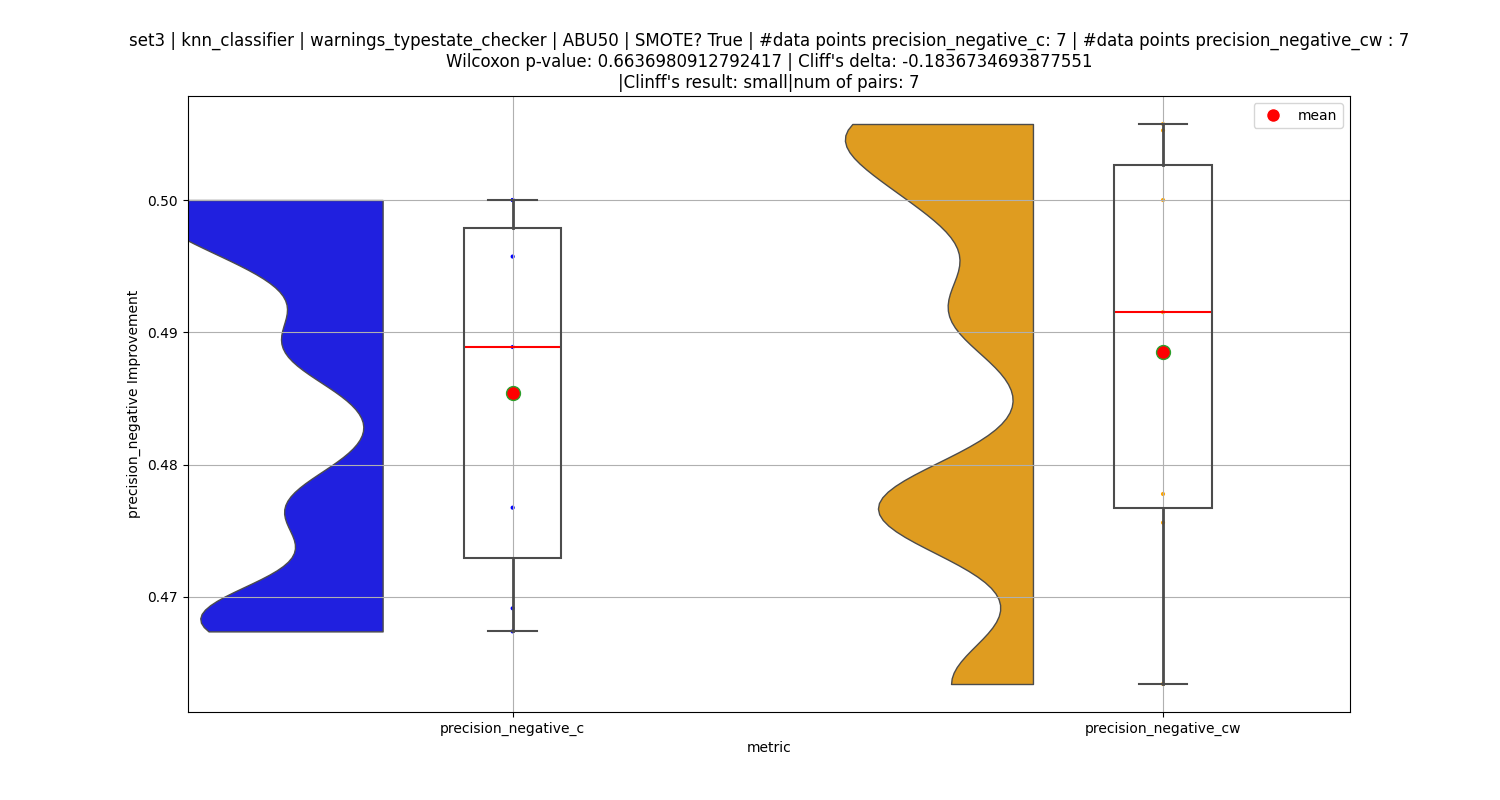 set3 | knn_classifier | warnings_typestate_checker | ABU50 | SMOTE? True | #data points precision_negative_c: 7 | #data points precision_negative_cw : 7
Wilcoxon p-value: 0.6636980912792417 | Cliff's delta: -0.1836734693877551
|Clinff's result: small|num of pairs: 7
mean
precision_negative Improvement
0.50
0.49
0.48
0.47
precision_negative_c
precision_negative_cw
metric